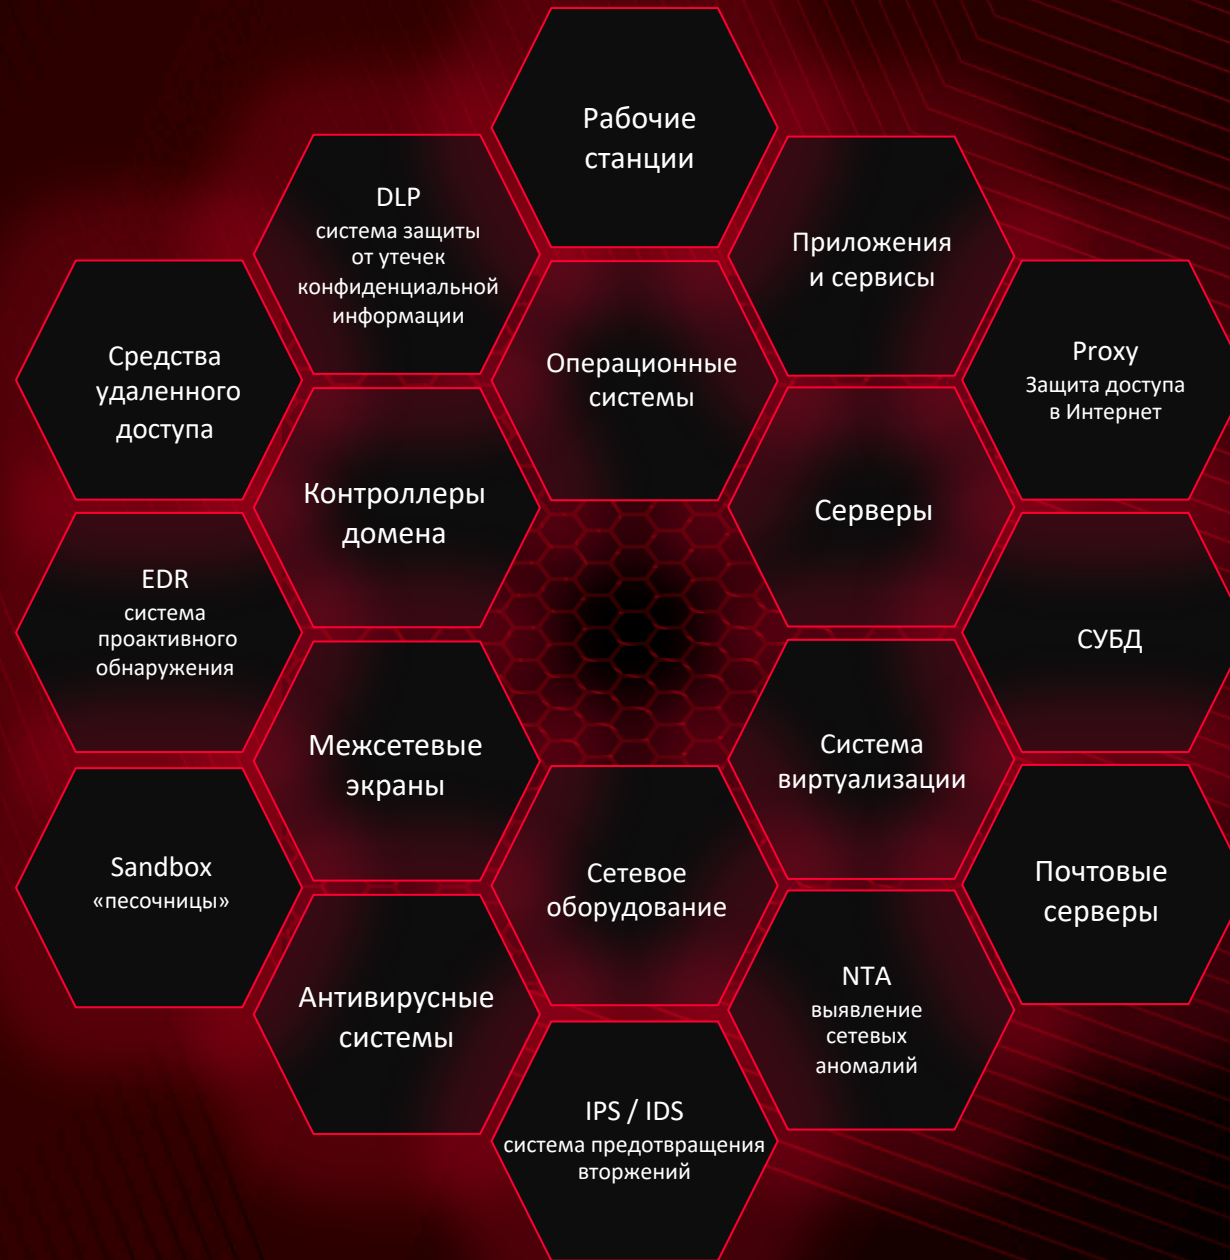 Рабочие
станции
DLP
система защиты
от утечек
конфиденциальной
информации
Приложения
и сервисы
Средства
удаленного
доступа
Операционные
системы
Proxy
Защита доступа
в Интернет
Контроллеры
домена
Серверы
EDR
система
проактивного
обнаружения
СУБД
Межсетевые
экраны
Система
виртуализации
Sandbox
«песочницы»
Сетевое
оборудование
Почтовые
серверы
Антивирусные
системы
NTA
выявление
сетевых
аномалий
IPS / IDS
система предотвращения
вторжений